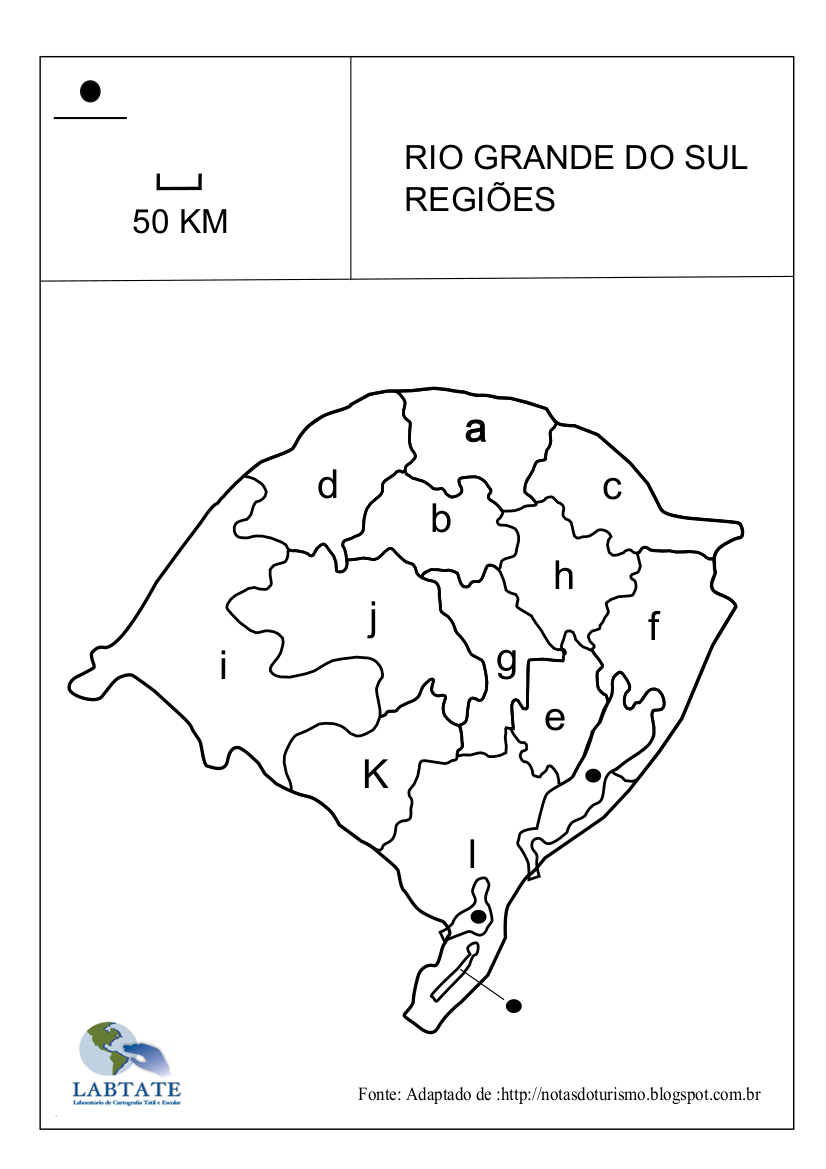 50 KM
RIO GRANDE DO SUL
REGIÕES
a
d
c
b
h
j
f
g
i
e
K
l
LABTATE
Laboratório de Cartografia Tátil e Escolar
Fonte: Adaptado de :http://notasdoturismo.blogspot.com.br